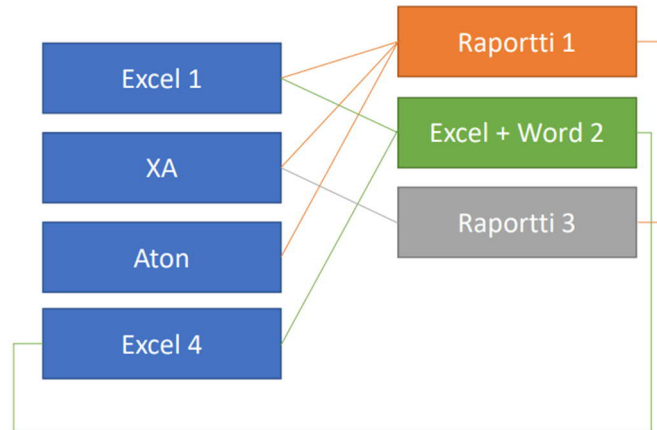 Excel 1
XA
Aton
Excel 4
Raportti 1
Excel + Word 2
Raportti 3